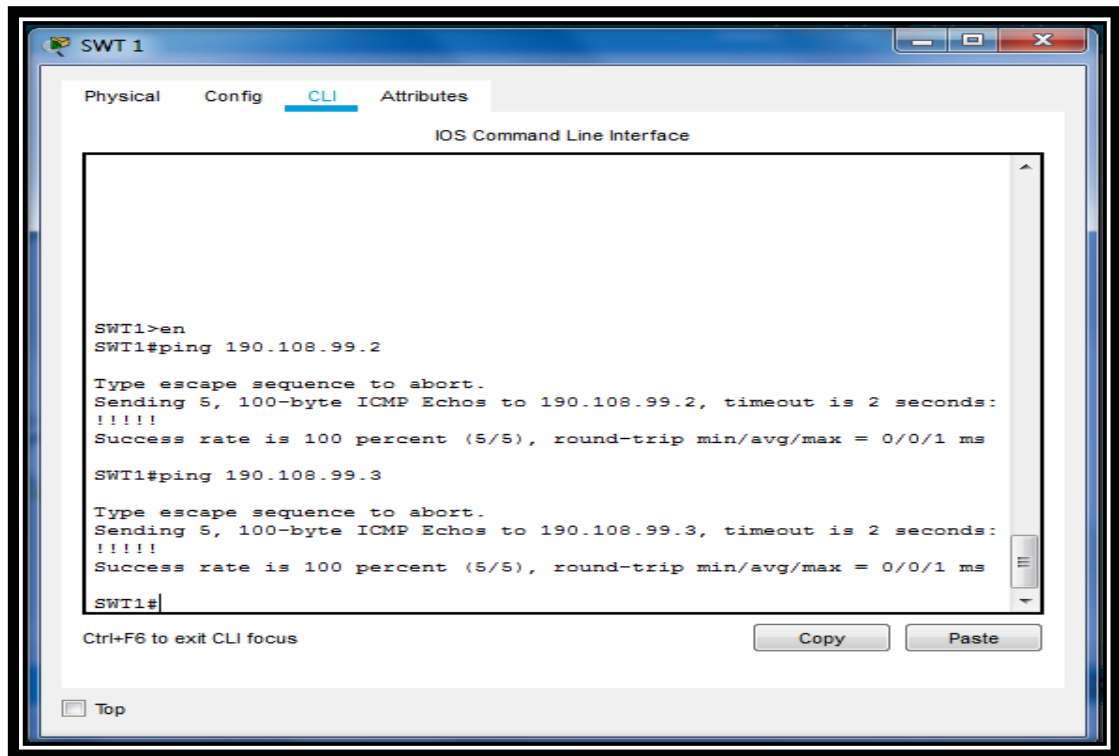 SWT 1
Physical Config CLI Attributes
IOS Command Line Interface
SWT1>en
SWT1#ping 190.108.99.2
Type escape sequence to abort.
Sending 5, 100-byte ICMP Echos to 190.108.99.2, timeout is 2 seconds:
!!!!!
Success rate is 100 percent (5/5), round-trip min/avg/max = 0/0/1 ms
SWT1#ping 190.108.99.3
Type escape sequence to abort.
Sending 5, 100-byte ICMP Echos to 190.108.99.3, timeout is 2 seconds:
!!!!!
Success rate is 100 percent (5/5), round-trip min/avg/max = 0/0/1 ms
SWT1#
Ctrl+F6 to exit CLI focus
Copy Paste
Top